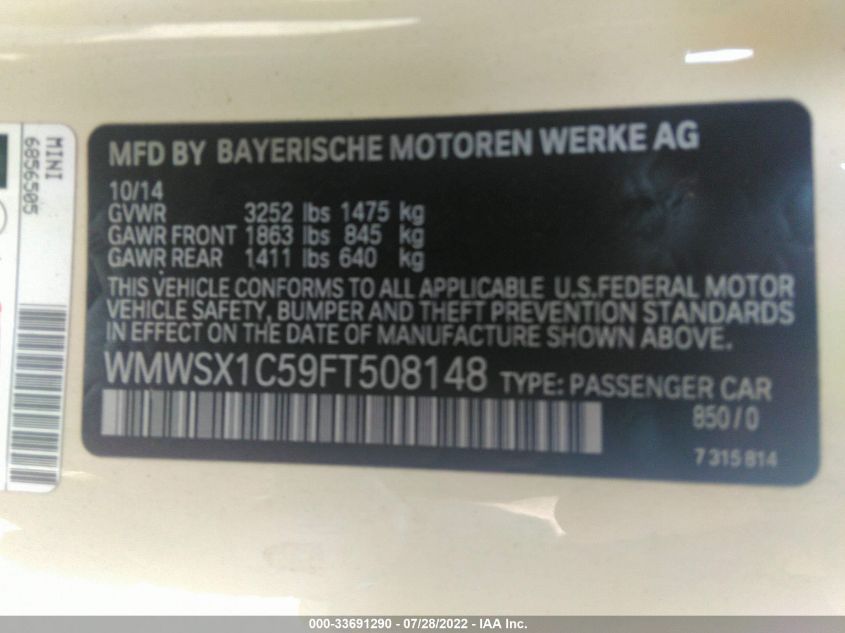 MINI
6856505
MFD BY BAYERISCHE MOTOREN WERKE AG
10/14
GVWR 3252 lbs 1475 kg
GAWR FRONT 1863 lbs 845 kg
GAWR REAR 1411 lbs 640 kg
THIS VEHICLE CONFORMS TO ALL APPLICABLE U.S.FEDERAL MOTOR
VEHICLE SAFETY, BUMPER AND THEFT PREVENTION STANDARDS
IN EFFECT ON THE DATE OF MANUFACTURE SHOWN ABOVE.
WMWSX1C59FT508148 TYPE: PASSENGER CAR
850/0
7 315 814
000-33691290 - 07/28/2022 - IAA Inc.